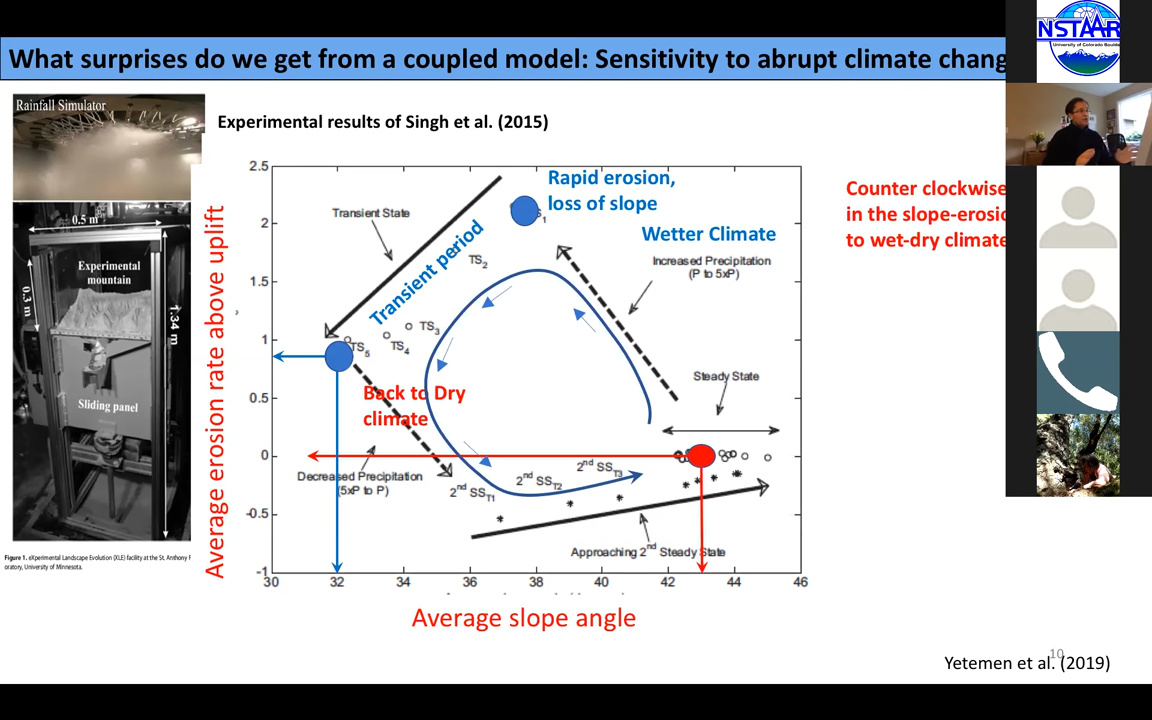 What surprises do we get from a coupled model: Sensitivity to abrupt climate chang
NSTAAR
University of Colorado Boulder
Rainfall Simulator
Experimental results of Singh et al. (2015)
0.5 m
Experimental
mountain
0.3 m
1.34 m
Sliding panel
Figure 1. eXperimental Landscape Evolution (XLE) facility at the St. Anthony F
oratory, University of Minnesota.
Average erosion rate above uplift
2.5
2
1.5
1
0.5
0
-0.5
-1
30
32
34
36
38
40
42
44
46
Average slope angle
Transient State
Transient period
Rapid erosion,
loss of slope
Wetter Climate
Increased Precipitation
(P to 5xP)
TS2
TS3
TS4
TS5
Steady State
Back to Dry
climate
Decreased Precipitation
(5xP to P)
2nd SST1
2nd SST2
2nd SST3
Approaching 2nd Steady State
Counter clockwise
in the slope-erosio
to wet-dry climate
10
Yetemen et al. (2019)